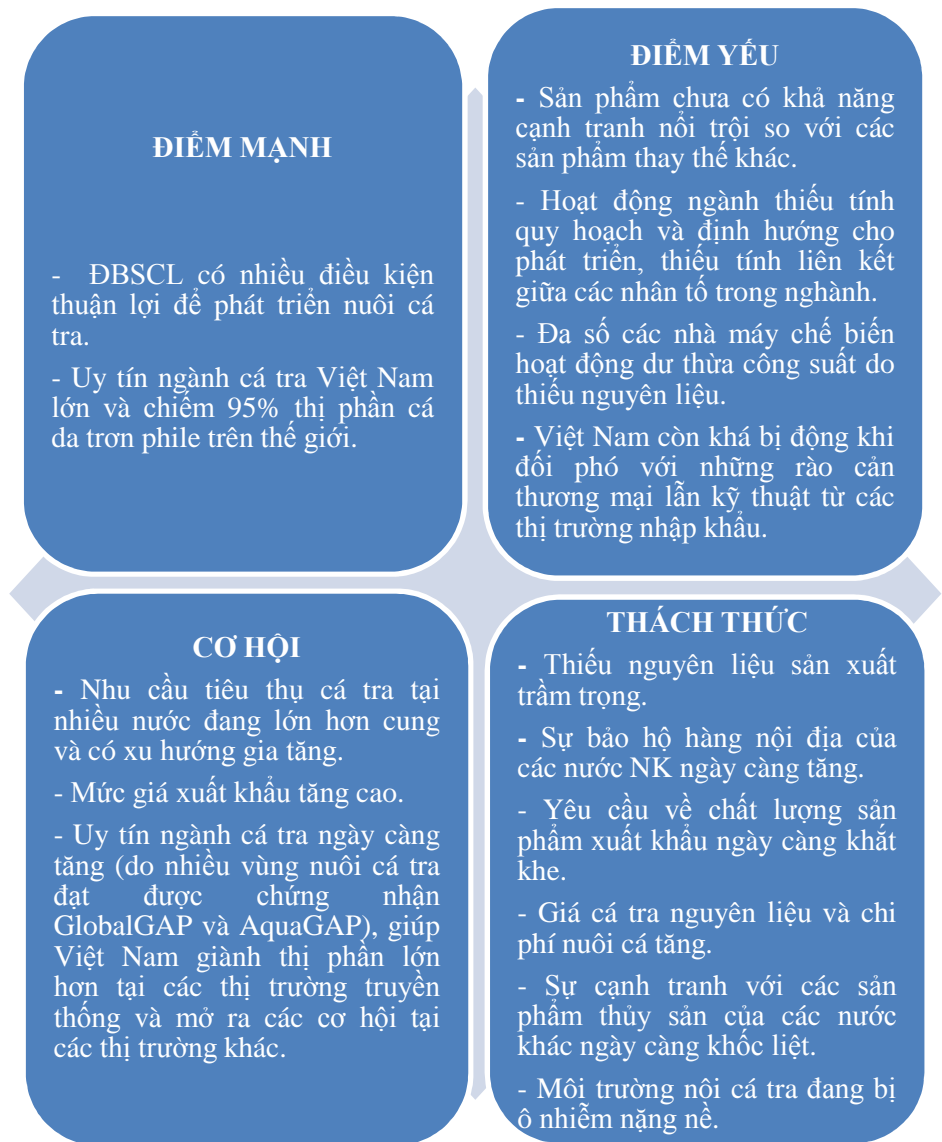 ĐIỂM MẠNH
- ĐBSCL có nhiều điều kiện
thuận lợi để phát triển nuôi cá
tra.
- Uy tín ngành cá tra Việt Nam
lớn và chiếm 95% thị phần cá
da trơn phile trên thế giới.
ĐIỂM YẾU
- Sản phẩm chưa có khả năng
cạnh tranh nổi trội so với các
sản phẩm thay thế khác.
- Hoạt động ngành thiếu tính
quy hoạch và định hướng cho
phát triển, thiếu tính liên kết
giữa các nhân tố trong nghành.
- Đa số các nhà máy chế biến
hoạt động dư thừa công suất do
thiếu nguyên liệu.
- Việt Nam còn khá bị động khi
đối phó với những rào cản
thương mại lẫn kỹ thuật từ các
thị trường nhập khẩu.
CƠ HỘI
- Nhu cầu tiêu thụ cá tra tại
nhiều nước đang lớn hơn cung
và có xu hướng gia tăng.
- Mức giá xuất khẩu tăng cao.
- Uy tín ngành cá tra ngày càng
tăng (do nhiều vùng nuôi cá tra
đạt được chứng nhận
GlobalGAP và AquaGAP), giúp
Việt Nam giành thị phần lớn
hơn tại các thị trường truyền
thống và mở ra các cơ hội tại
các thị trường khác.
THÁCH THỨC
- Thiếu nguyên liệu sản xuất
trầm trọng.
- Sự bảo hộ hàng nội địa của
các nước NK ngày càng tăng.
- Yêu cầu về chất lượng sản
phẩm xuất khẩu ngày càng khắt
khe.
- Giá cá tra nguyên liệu và chi
phí nuôi cá tăng.
- Sự cạnh tranh với các sản
phẩm thủy sản của các nước
khác ngày càng khốc liệt.
- Môi trường nội cá tra đang bị
ô nhiễm nặng nề.